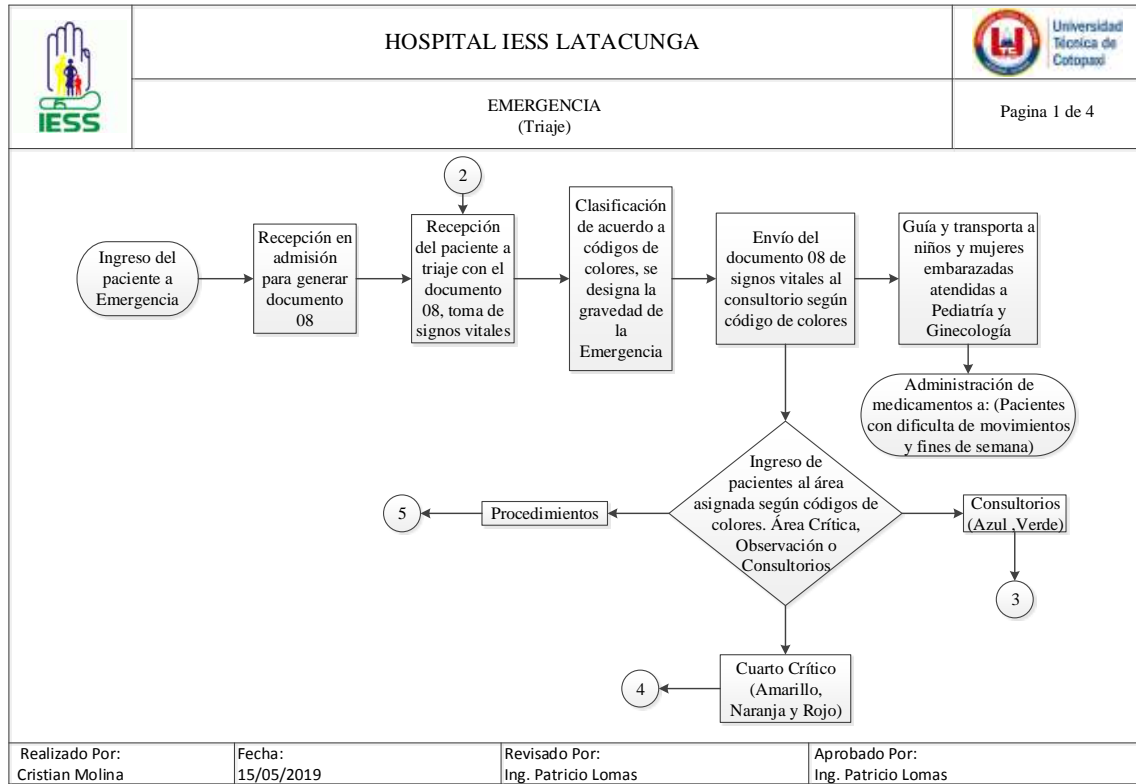 IESS
HOSPITAL IESS LATACUNGA
Universidad
Técnica de
Cotopaxi
EMERGENCIA
(Triaje)
Pagina 1 de 4
2
Ingreso del
paciente a
Emergencia
Recepción en
admisión
para generar
documento
08
Recepción
del paciente a
triaje con el
documento
08, toma de
signos vitales
Clasificación
de acuerdo a
códigos de
colores, se
designa la
gravedad de
la
Emergencia
Envío del
documento 08 de
signos vitales al
consultorio según
código de colores
Guía y transporta a
niños y mujeres
embarazadas
atendidas a
Pediatría y
Ginecología
Administración de
medicamentos a: (Pacientes
con dificulta de movimientos
y fines de semana)
Ingreso de
pacientes al área
asignada según códigos de
colores. Área Crítica,
Observación o
Consultorios
Procedimientos
5
Consultorios
(Azul ,Verde)
3
Cuarto Crítico
(Amarillo,
Naranja y Rojo)
4
Realizado Por:
Cristian Molina
Fecha:
15/05/2019
Revisado Por:
Ing. Patricio Lomas
Aprobado Por:
Ing. Patricio Lomas